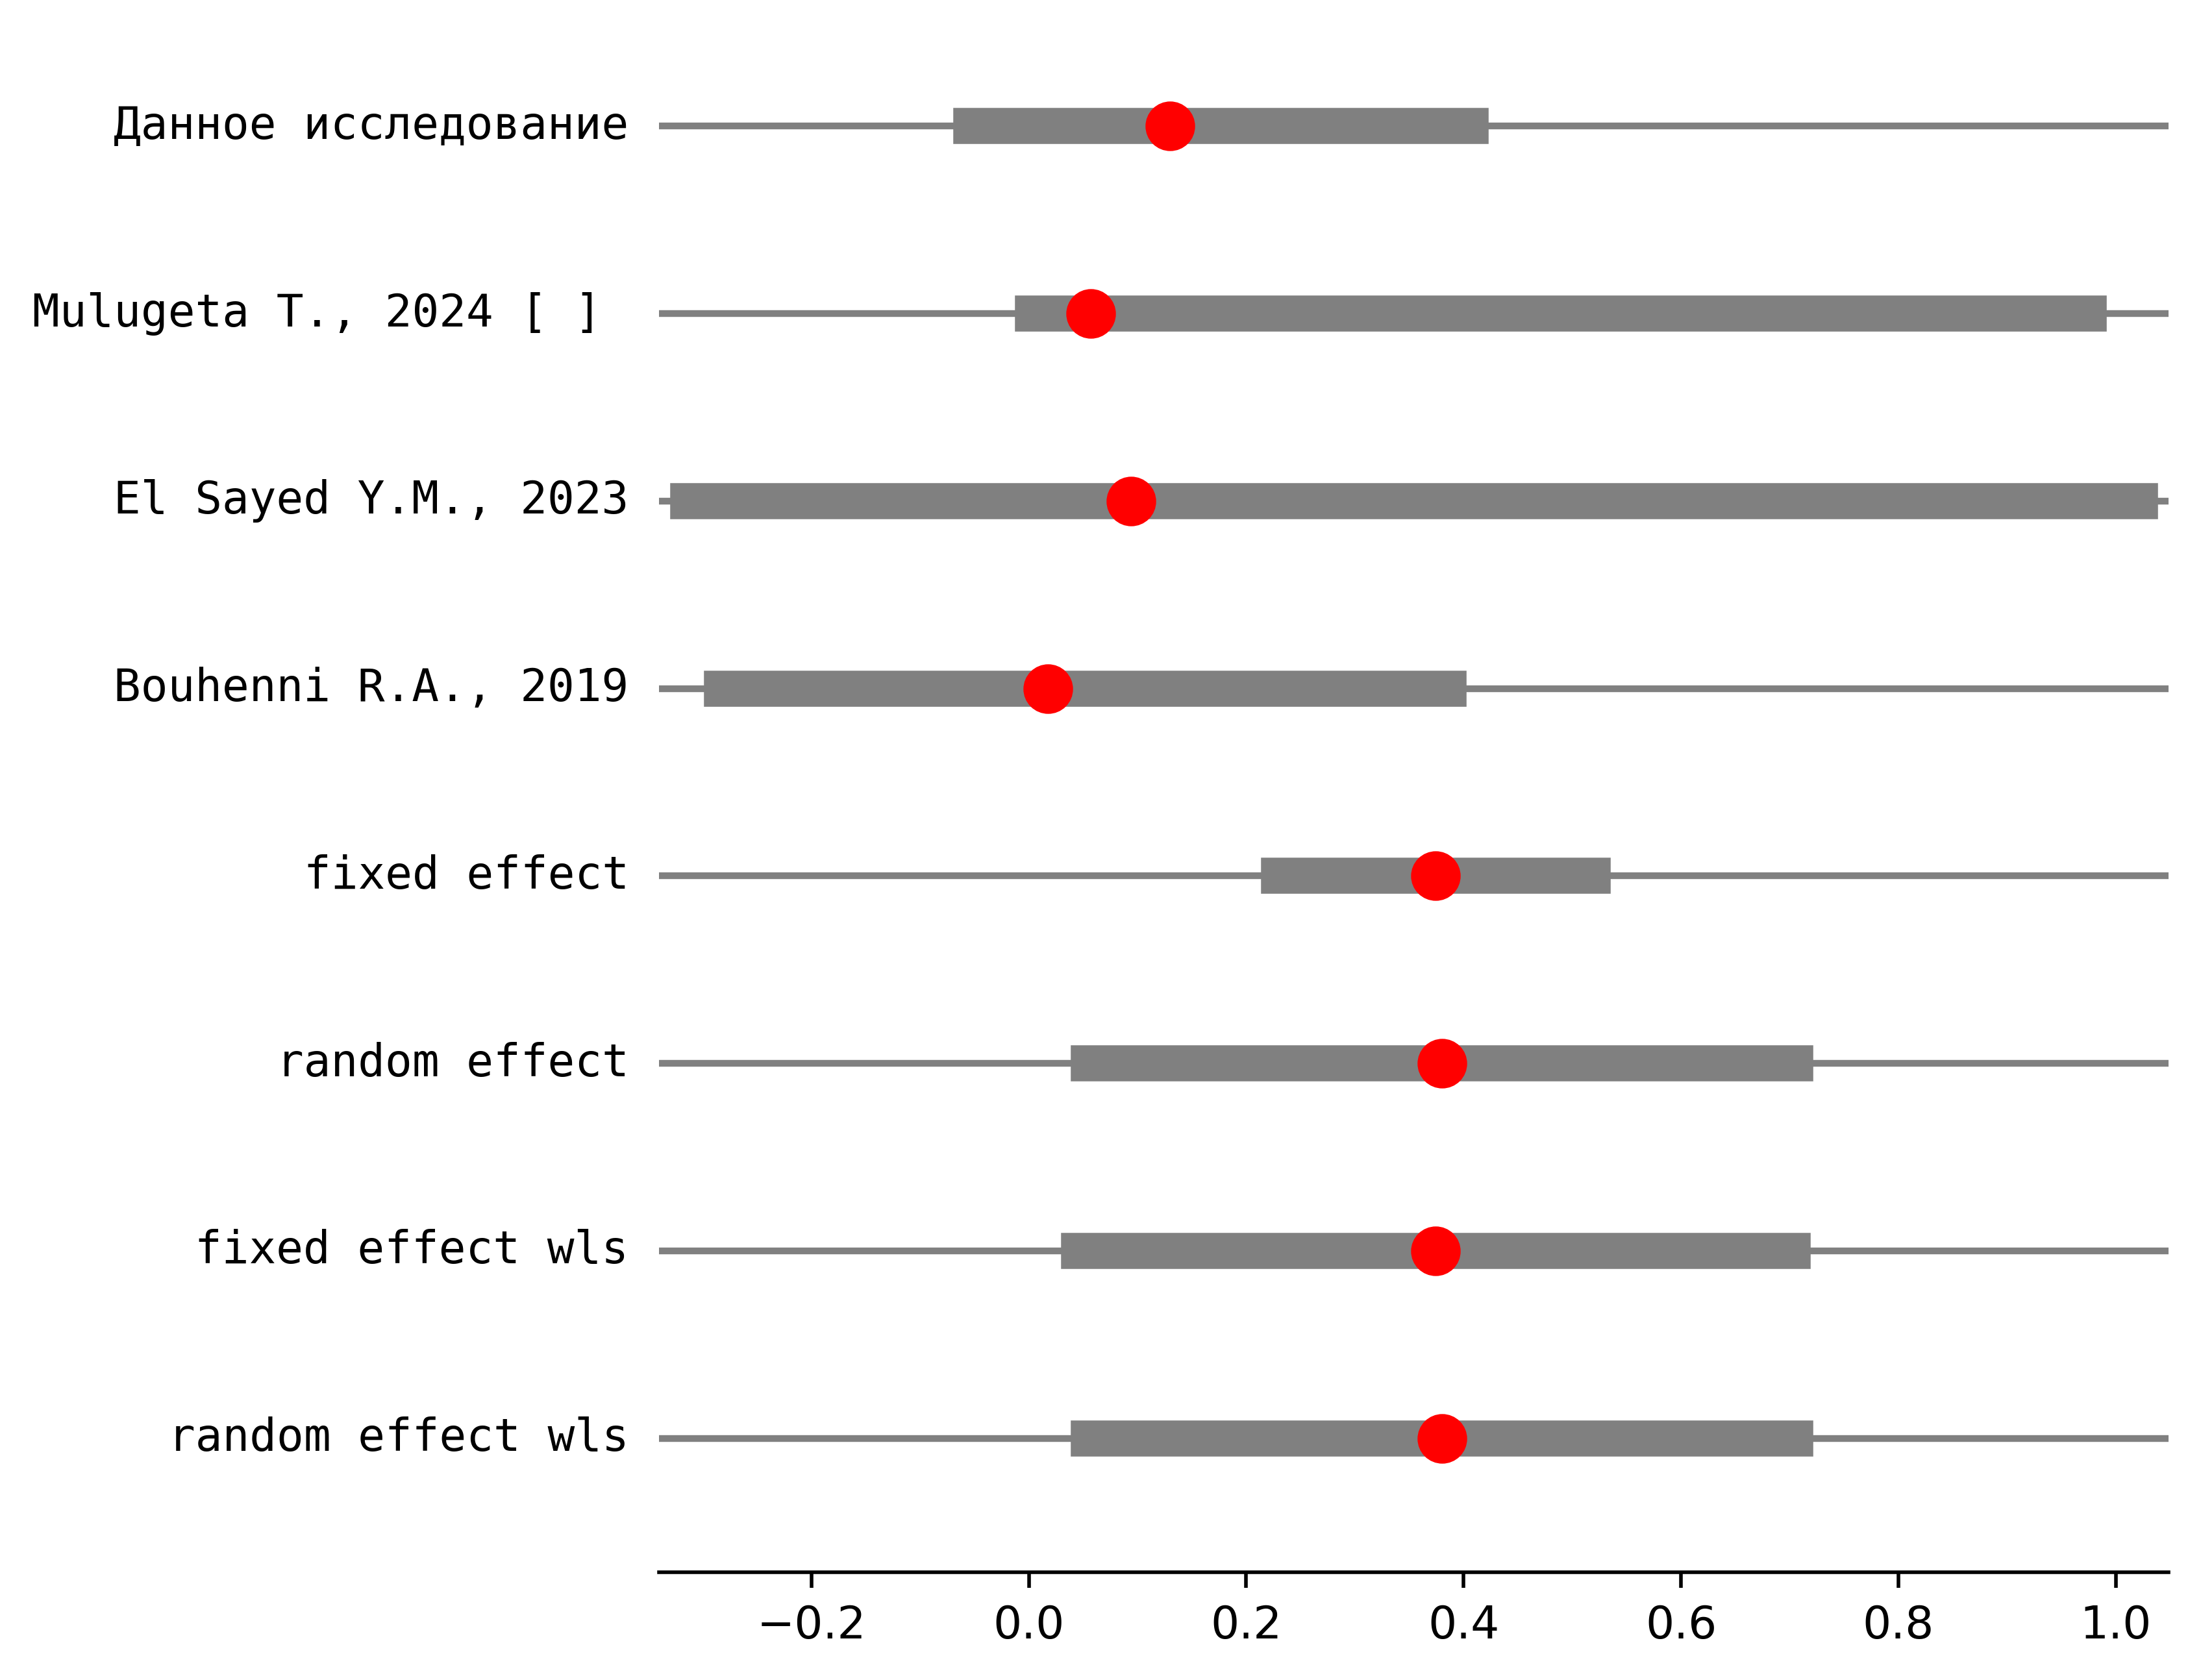 Данное исследование
Mulugeta T., 2024 [ ]
El Sayed Y.M., 2023
Bouhenni R.A., 2019
fixed effect
random effect
fixed effect wls
random effect wls
−0.2 0.0 0.2 0.4 0.6 0.8 1.0